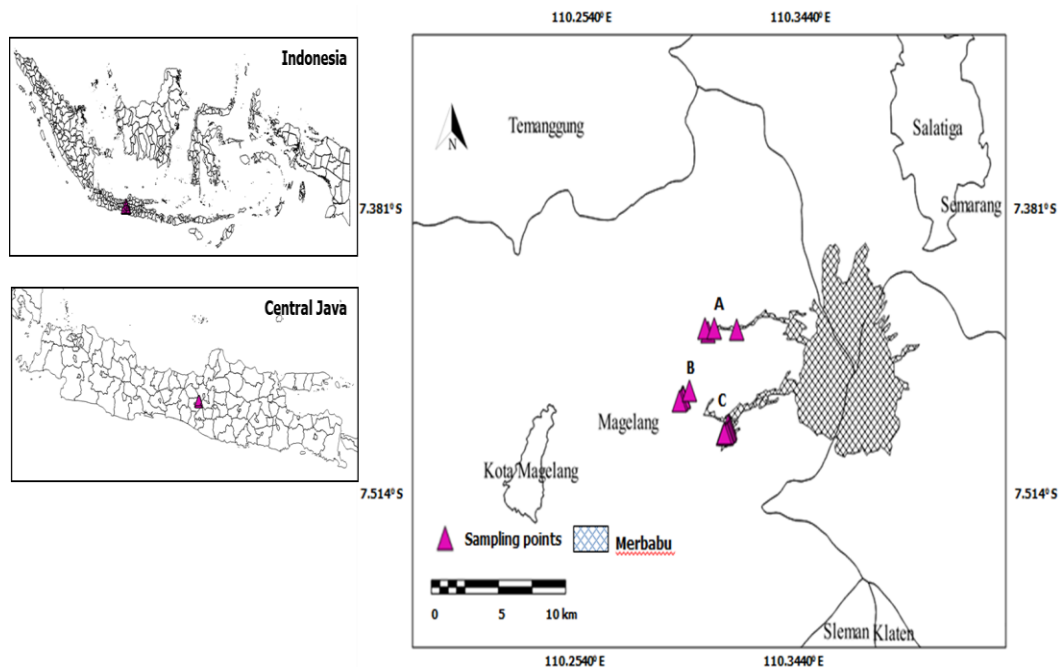 110.2540⁰ E
110.3440⁰ E
Indonesia
Central Java
N
Temanggung
Salatiga
Semarang
7.381⁰ S
7.381⁰ S
A
B
C
Magelang
Kota Magelang
7.514⁰ S
7.514⁰ S
Sampling points
Merbabu
0
5
10 km
Sleman
Klaten
110.2540⁰ E
110.3440⁰ E